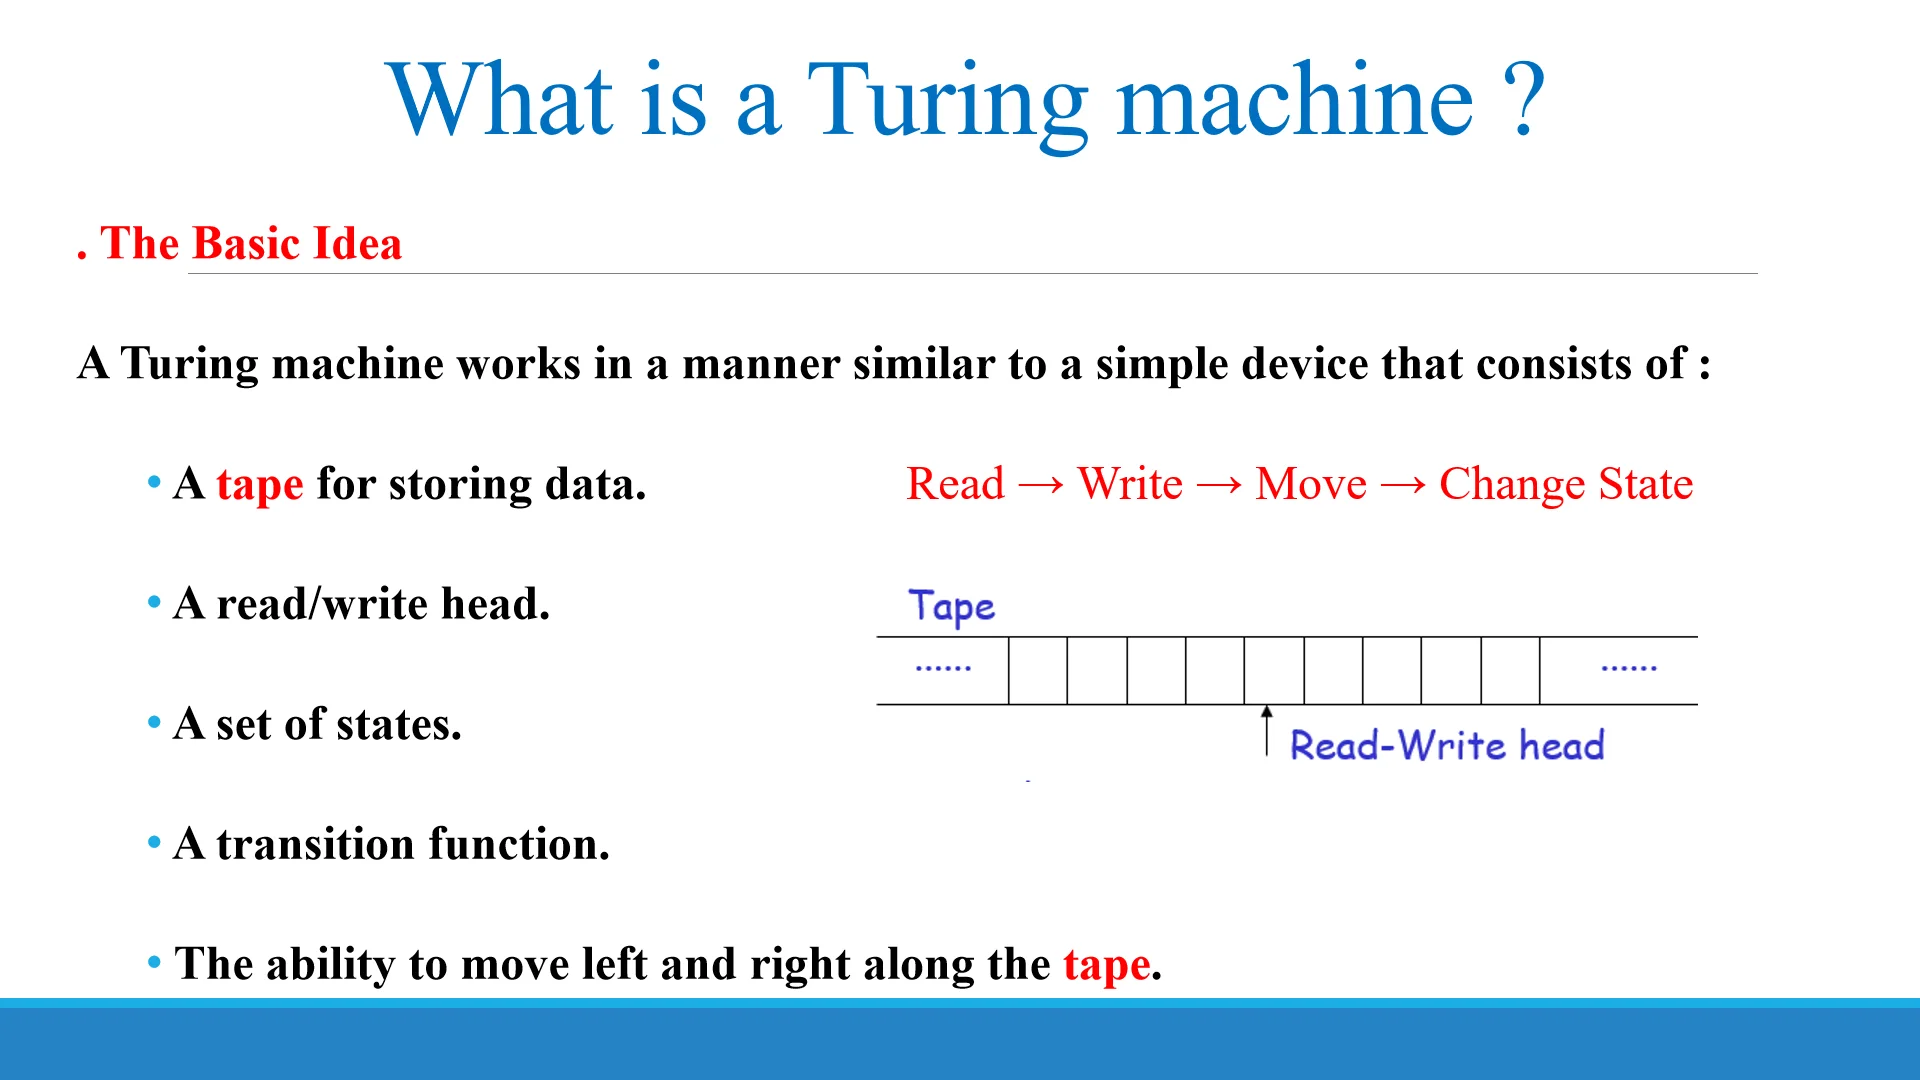 What is a Turing machine ?
. The Basic Idea
A Turing machine works in a manner similar to a simple device that consists of :
• A tape for storing data.
Read → Write → Move → Change State
• A read/write head.
Tape
......
......
Read-Write head
• A set of states.
• A transition function.
• The ability to move left and right along the tape.